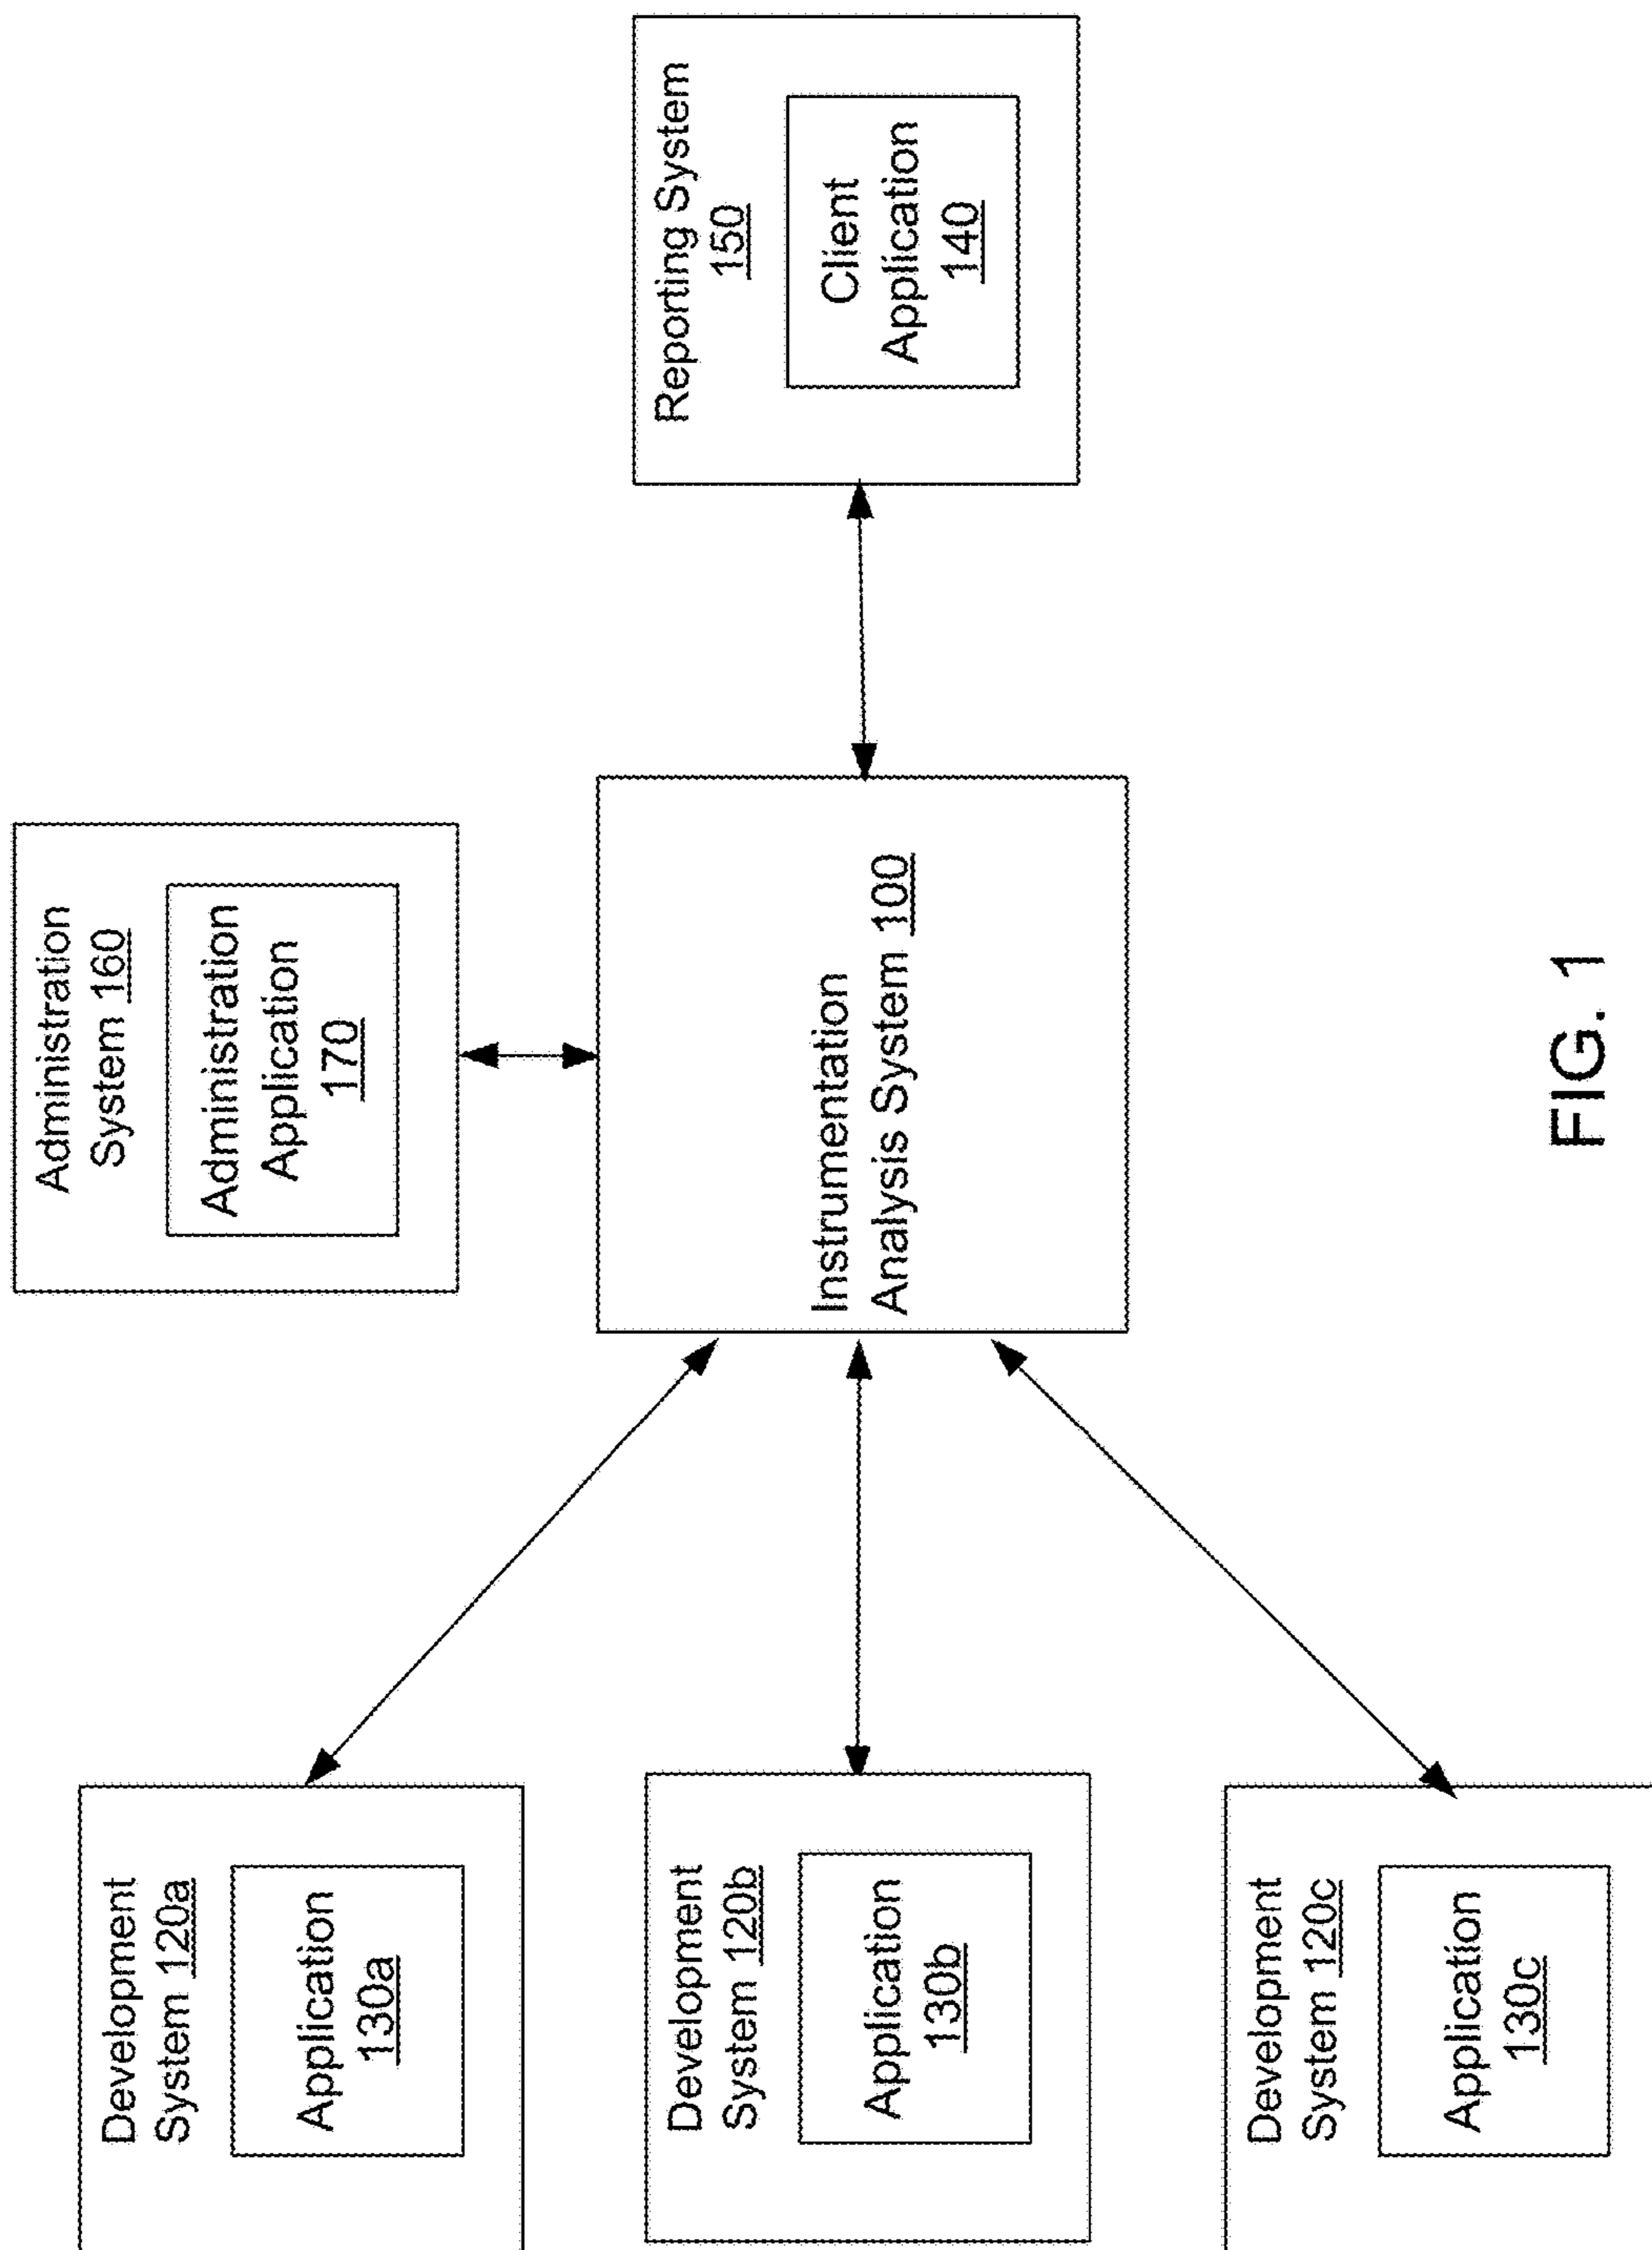 Development
System 120a
Application
130a
Development
System 120b
Application
130b
Development
System 120c
Application
130c
Administration
System 160
Administration
Application
170
Instrumentation
Analysis System 100
Reporting System
150
Client
Application
140
FIG. 1